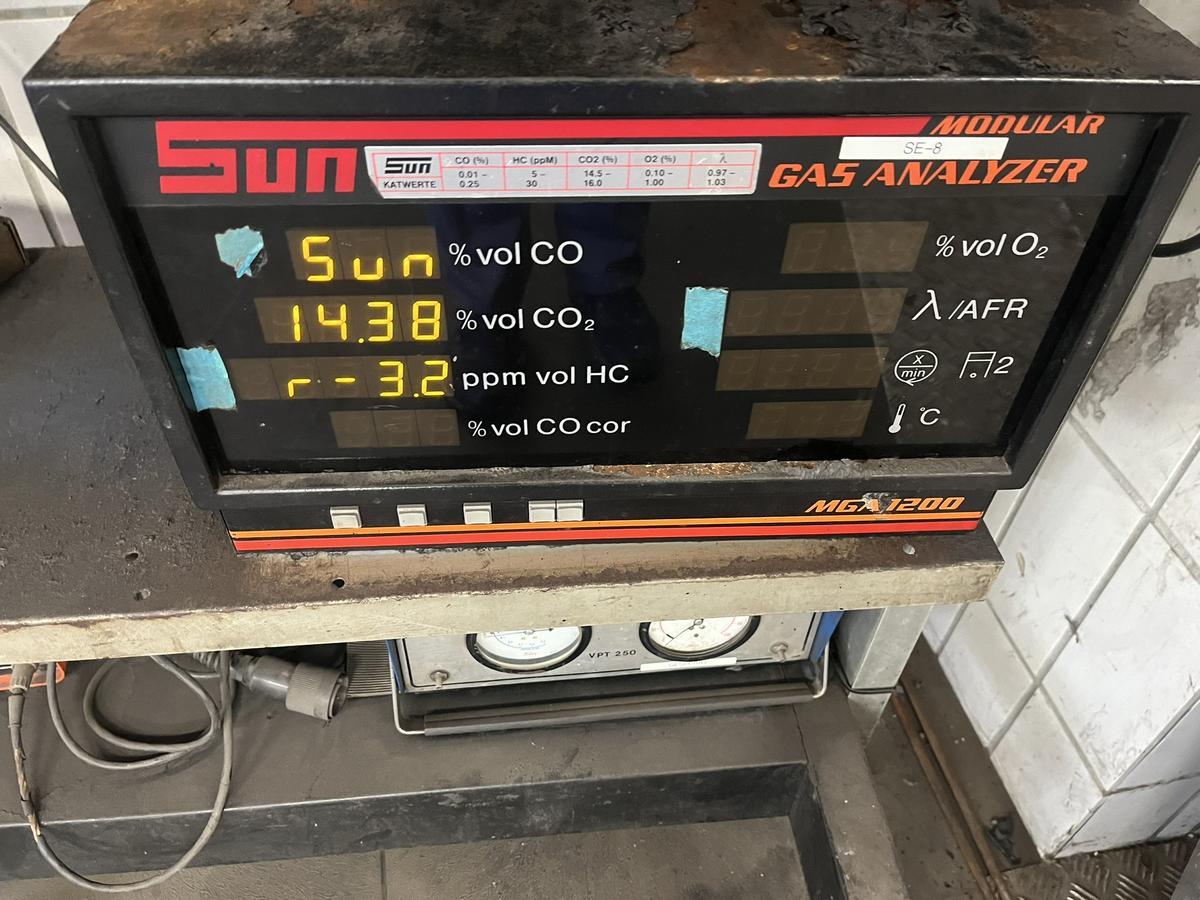 MODULAR
Sun
Sun CO (%) HC (ppM) CO2 (%) O2 (%) λ
KATWERTE 0.01 – 0.25 5 – 30 14.5 – 16.0 0.10 – 1.00 0.97 – 1.03
SE-8
GAS ANALYZER
Sun % vol CO
% vol O₂
14.38 % vol CO₂
λ /AFR
r - 3.2 ppm vol HC
x/min 2
% vol CO cor
°C
MGA 1200
VPT 250